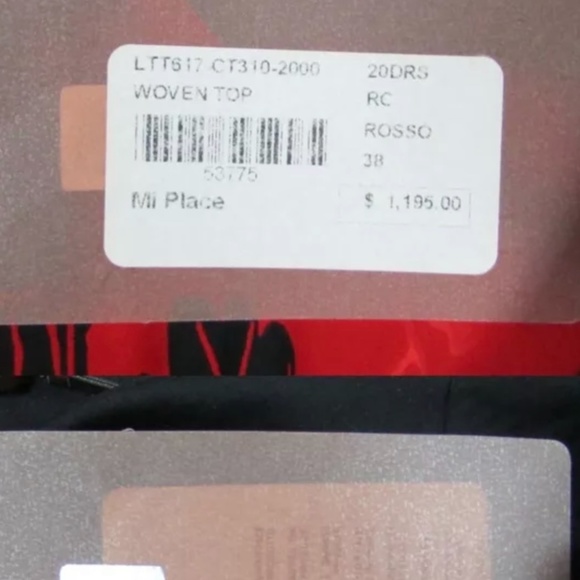 LTT617-CT310-2000 20DRS
WOVEN TOP RC
ROSSO
38
53775
Mi Place $ 1,195.00